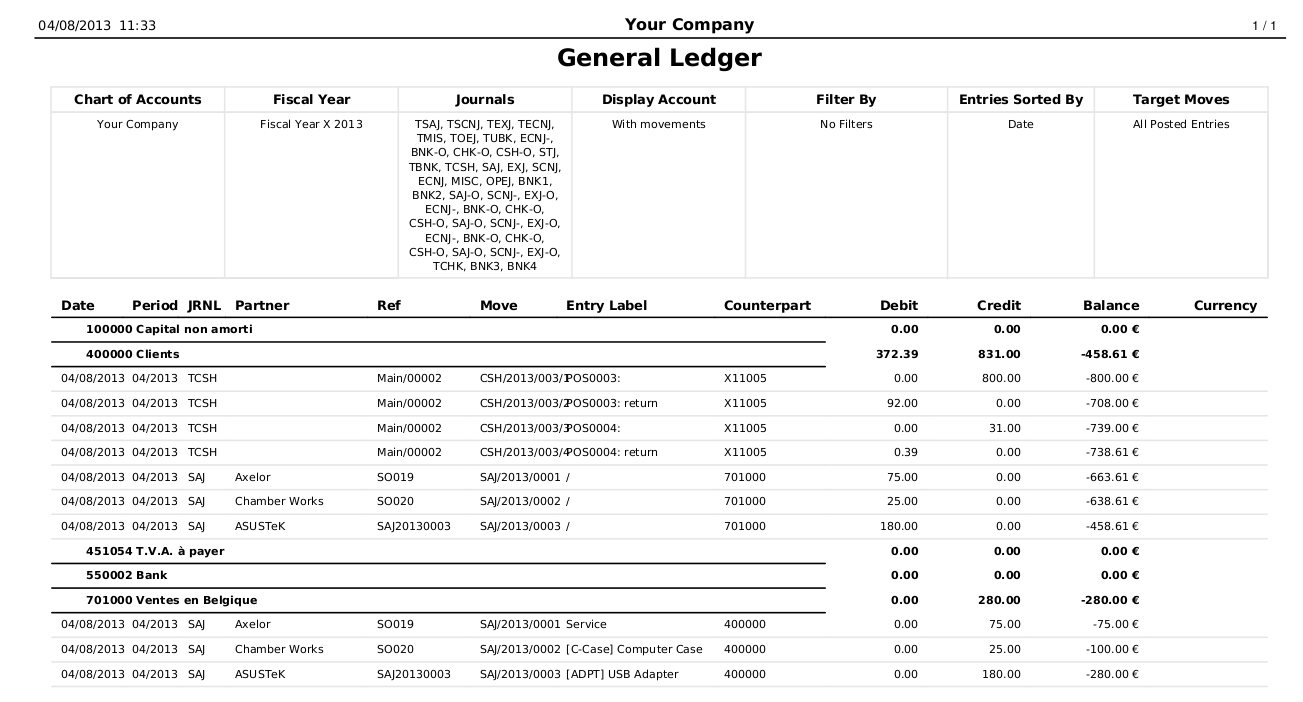 04/08/2013 11:33 Your Company 1 / 1
General Ledger
Chart of Accounts Fiscal Year Journals Display Account Filter By Entries Sorted By Target Moves
Your Company Fiscal Year X 2013 TSAJ, TSCNJ, TEXJ, TECNJ, With movements No Filters Date All Posted Entries
TMIS, TOEJ, TUBK, ECNJ-,
BNK-O, CHK-O, CSH-O, STJ,
TBNK, TCSH, SAJ, EXJ, SCNJ,
ECNJ, MISC, OPEJ, BNK1,
BNK2, SAJ-O, SCNJ-, EXJ-O,
ECNJ-, BNK-O, CHK-O,
CSH-O, SAJ-O, SCNJ-, EXJ-O,
ECNJ-, BNK-O, CHK-O,
CSH-O, SAJ-O, SCNJ-, EXJ-O,
TCHK, BNK3, BNK4
Date Period JRNL Partner Ref Move Entry Label Counterpart Debit Credit Balance Currency
100000 Capital non amorti 0.00 0.00 0.00 €
400000 Clients 372.39 831.00 -458.61 €
04/08/2013 04/2013 TCSH Main/00002 CSH/2013/003/1 POS0003: X11005 0.00 800.00 -800.00 €
04/08/2013 04/2013 TCSH Main/00002 CSH/2013/003/2 POS0003: return X11005 92.00 0.00 -708.00 €
04/08/2013 04/2013 TCSH Main/00002 CSH/2013/003/3 POS0004: X11005 0.00 31.00 -739.00 €
04/08/2013 04/2013 TCSH Main/00002 CSH/2013/003/4 POS0004: return X11005 0.39 0.00 -738.61 €
04/08/2013 04/2013 SAJ Axelor SO019 SAJ/2013/0001 / 701000 75.00 0.00 -663.61 €
04/08/2013 04/2013 SAJ Chamber Works SO020 SAJ/2013/0002 / 701000 25.00 0.00 -638.61 €
04/08/2013 04/2013 SAJ ASUSTeK SAJ20130003 SAJ/2013/0003 / 701000 180.00 0.00 -458.61 €
451054 T.V.A. à payer 0.00 0.00 0.00 €
550002 Bank 0.00 0.00 0.00 €
701000 Ventes en Belgique 0.00 280.00 -280.00 €
04/08/2013 04/2013 SAJ Axelor SO019 SAJ/2013/0001 Service 400000 0.00 75.00 -75.00 €
04/08/2013 04/2013 SAJ Chamber Works SO020 SAJ/2013/0002 [C-Case] Computer Case 400000 0.00 25.00 -100.00 €
04/08/2013 04/2013 SAJ ASUSTeK SAJ20130003 SAJ/2013/0003 [ADPT] USB Adapter 400000 0.00 180.00 -280.00 €